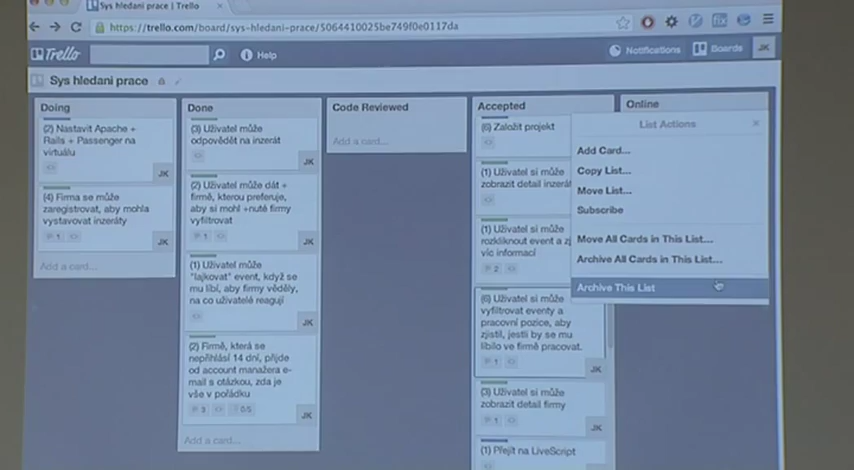 Sys hledani prace | Trello
https://trello.com/board/sys-hledani-prace/5064410025be749f0e0117da
Trello
Help
Notifications
Boards
JK
Sys hledani prace
Doing
(2) Nastavit Apache +
Rails + Passenger na
virtuálu
JK
(4) Firma se může
zaregistrovat, aby mohla
vystavovat inzeráty
1
JK
Add a card...
Done
(3) Uživatel může
odpovědět na inzerát
JK
(2) Uživatel může dát +
firmě, kterou preferuje,
aby si mohl +nuté firmy
vyfiltrovat
1
JK
(1) Uživatel může
"lajkovat" event, když se
mu líbí, aby firmy věděly,
na co uživatelé reagují
JK
(2) Firmě, která se
nepřihlásí 14 dní, přijde
od account manažera e-
mail s otázkou, zda je
vše v pořádku
3
0.5
JK
Add a card...
Code Reviewed
Add a card...
Accepted
(6) Založit projekt
(1) Uživatel si může
zobrazit detail inzerát
(1) Uživatel si může
rozkliknout event a
víc informací
2
(6) Uživatel si může
vyfiltrovat eventy a
pracovní pozice, aby
zjistil, jestli by se mu
líbilo ve firmě pracovat.
1
JK
(3) Uživatel si může
zobrazit detail firmy
1
JK
(1) Přejít na LiveScript
Online
List Actions
Add Card...
Copy List...
Move List...
Subscribe
Move All Cards in This List...
Archive All Cards in This List...
Archive This List